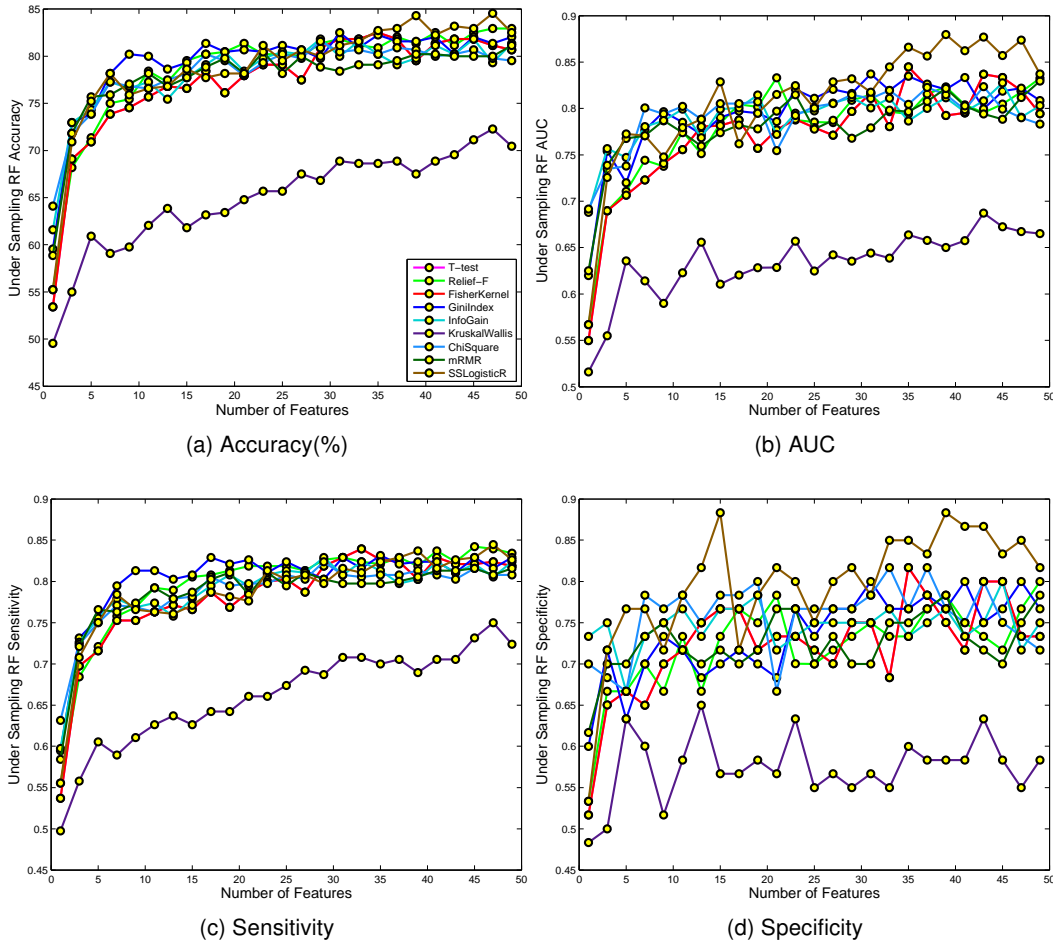 85
80
75
70
65
60
55
50
45
Under Sampling RF Accuracy
T−test
Relief−F
FisherKernel
GiniIndex
InfoGain
KruskalWallis
ChiSquare
mRMR
SSLogisticR
0 5 10 15 20 25 30 35 40 45 50
Number of Features
(a) Accuracy(%)
0.9
0.85
0.8
0.75
0.7
0.65
0.6
0.55
0.5
Under Sampling RF AUC
0 5 10 15 20 25 30 35 40 45 50
Number of Features
(b) AUC
0.9
0.85
0.8
0.75
0.7
0.65
0.6
0.55
0.5
0.45
Under Sampling RF Sensitivity
0 5 10 15 20 25 30 35 40 45 50
Number of Features
(c) Sensitivity
0.9
0.85
0.8
0.75
0.7
0.65
0.6
0.55
0.5
0.45
Under Sampling RF Specificity
0 5 10 15 20 25 30 35 40 45 50
Number of Features
(d) Specificity